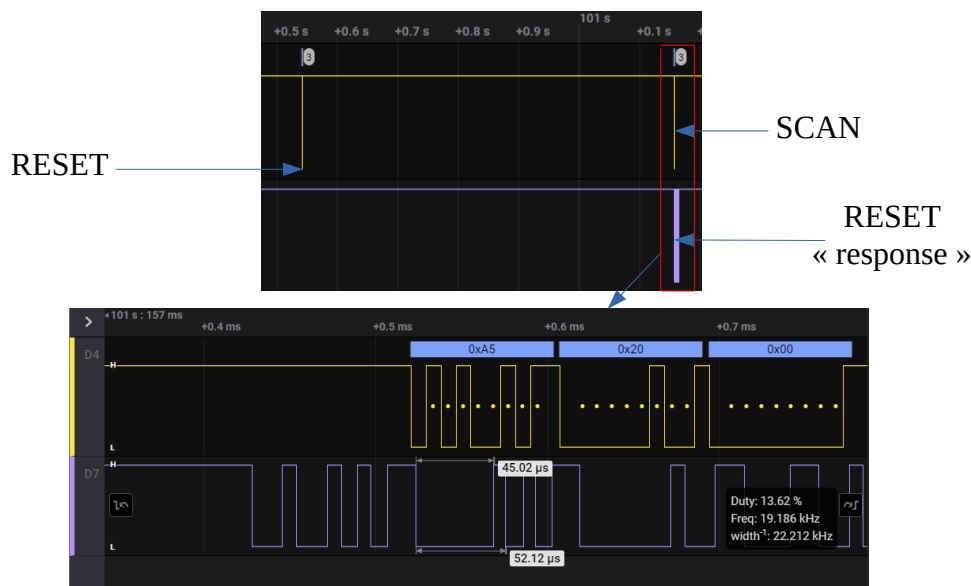 101 s
+0.5 s +0.6 s +0.7 s +0.8 s +0.9 s +0.1 s
3 3
SCAN
RESET
RESET
« response »
101 s : 157 ms
+0.4 ms +0.5 ms +0.6 ms +0.7 ms
D4 0xA5 0x20 0x00
H
L
D7
H
45.02 µs
Duty: 13.62 %
Freq: 19.186 kHz
width⁻¹: 22.212 kHz
L
52.12 µs